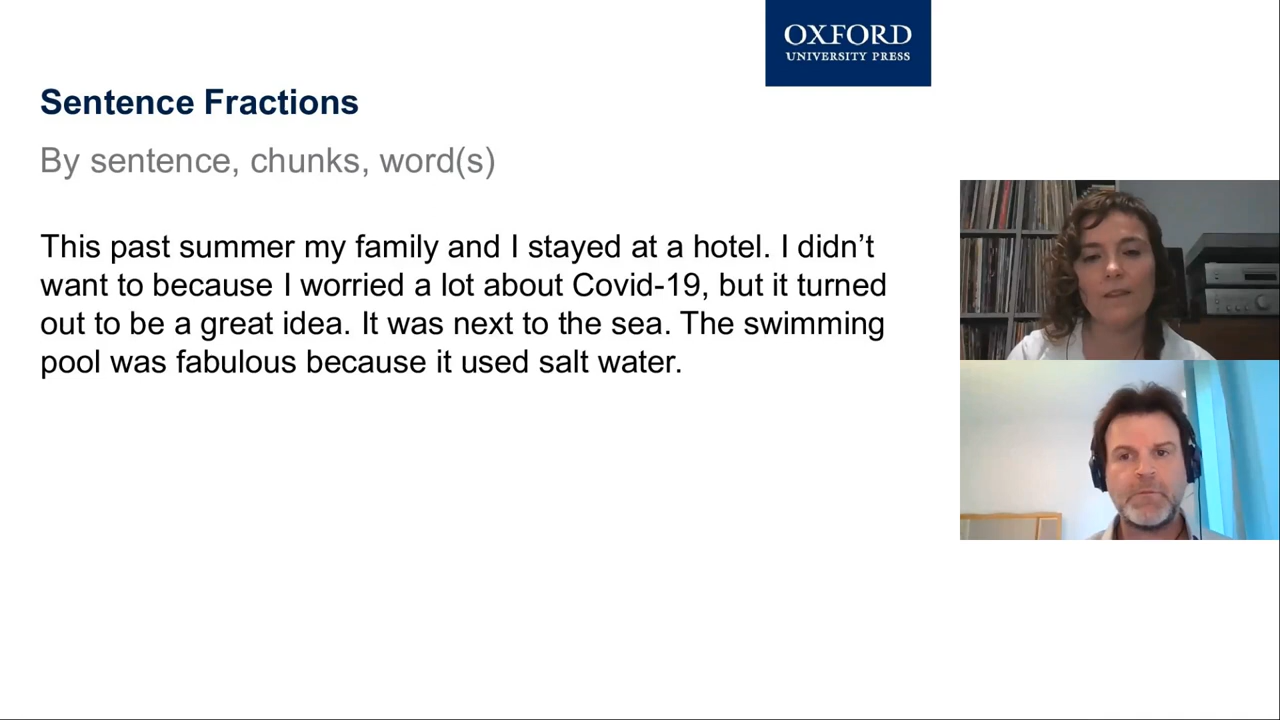 OXFORD
UNIVERSITY PRESS
Sentence Fractions
By sentence, chunks, word(s)
This past summer my family and I stayed at a hotel. I didn’t
want to because I worried a lot about Covid-19, but it turned
out to be a great idea. It was next to the sea. The swimming
pool was fabulous because it used salt water.